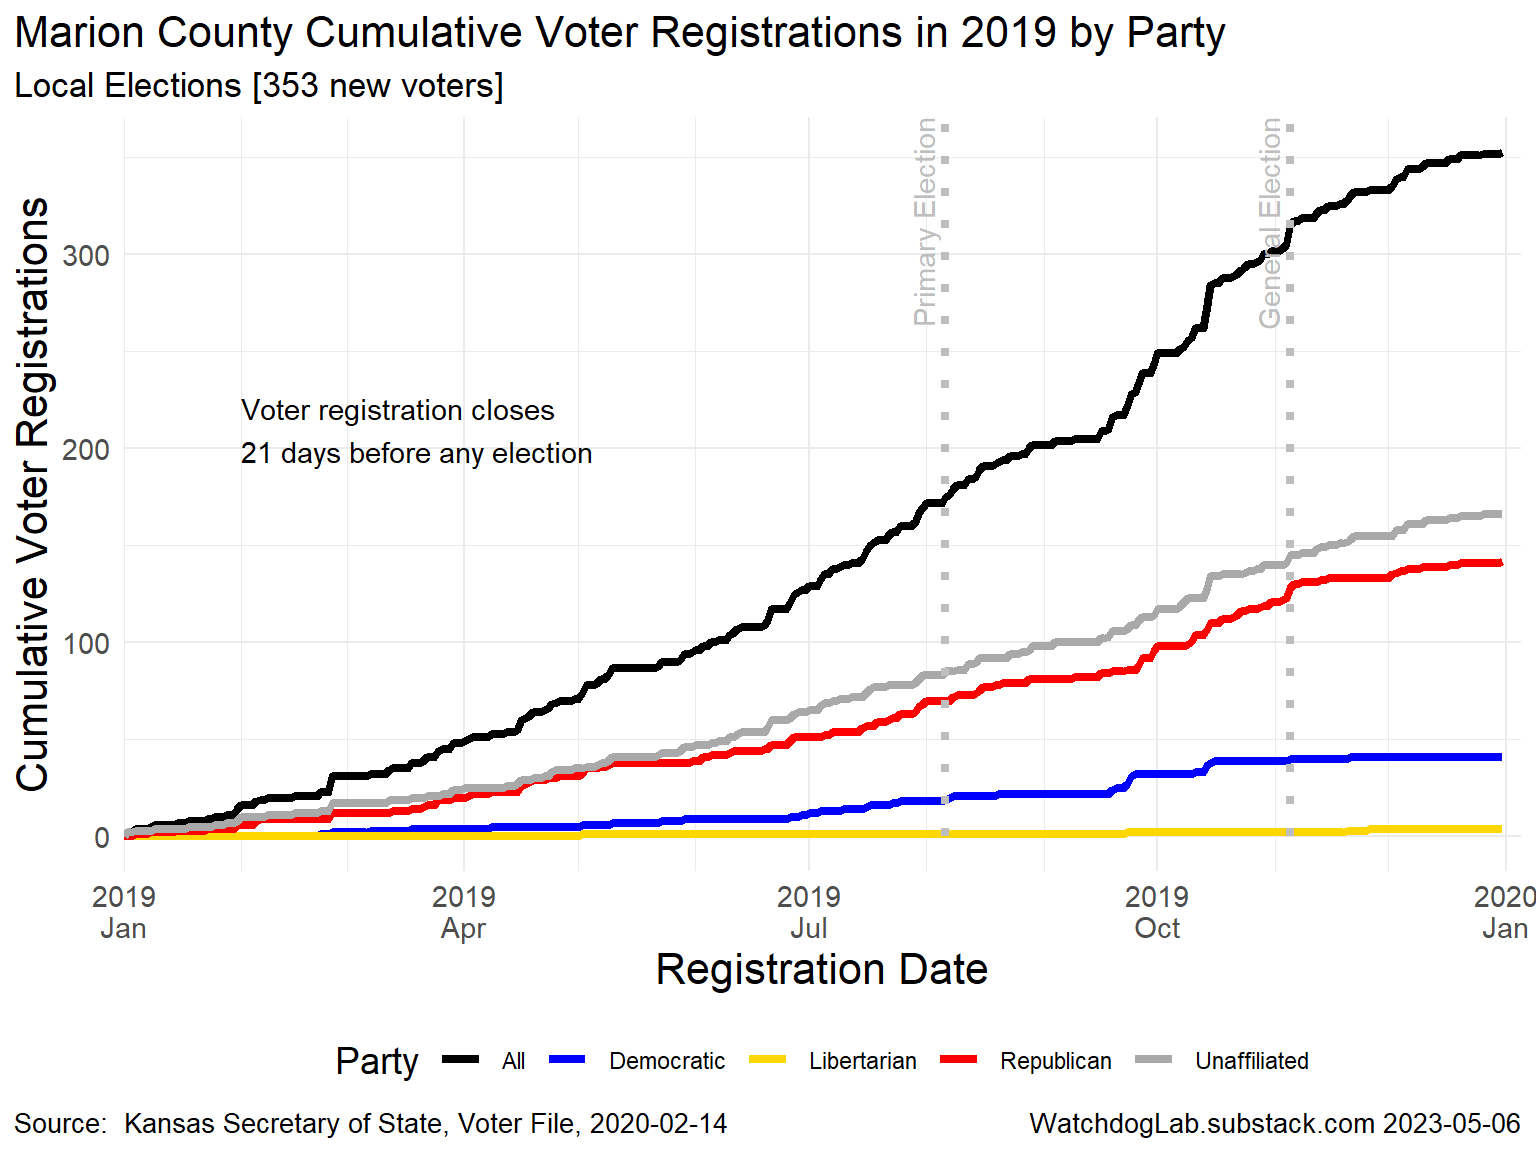 Marion County Cumulative Voter Registrations in 2019 by Party
Local Elections [353 new voters]
Cumulative Voter Registrations
300
200
100
0
Primary Election
General Election
Voter registration closes
21 days before any election
2019 2019 2019 2019 2020
Jan Apr Jul Oct Jan
Registration Date
Party All Democratic Libertarian Republican Unaffiliated
Source:  Kansas Secretary of State, Voter File, 2020-02-14
WatchdogLab.substack.com 2023-05-06